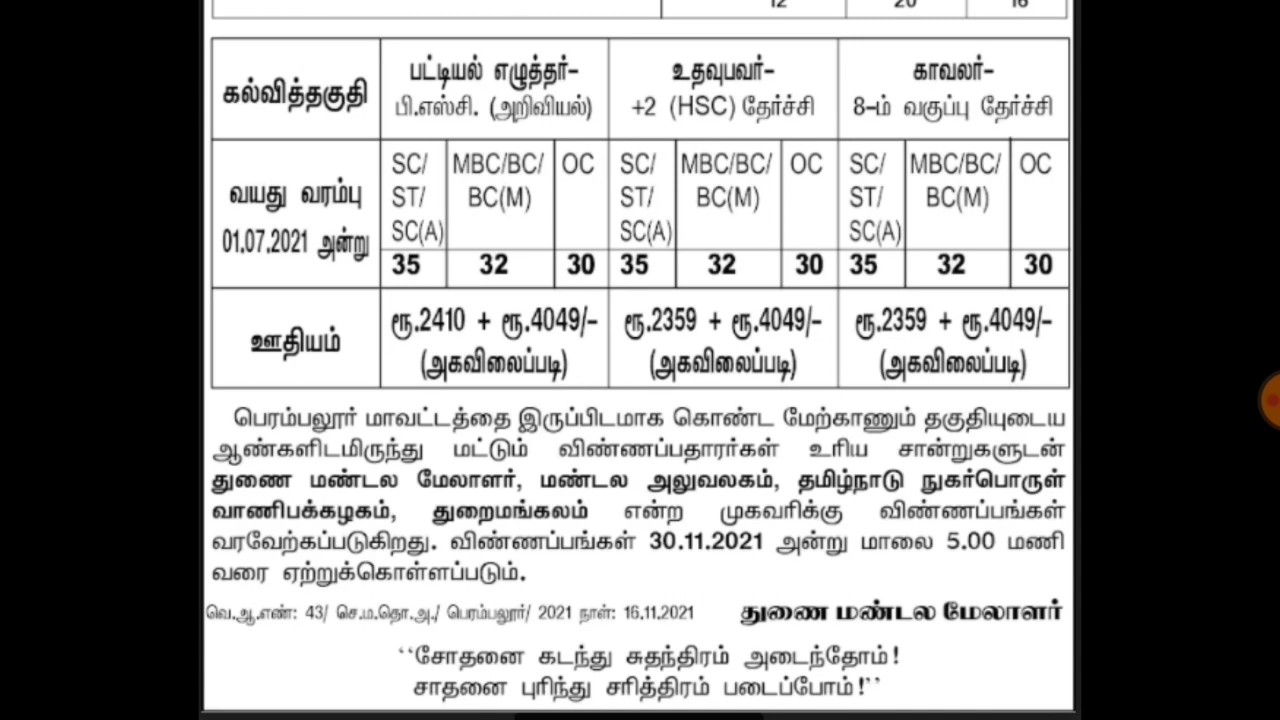 12 20 16
கல்வித்தகுதி
பட்டியல் எழுத்தர்–
பி.எஸ்சி. (அறிவியல்)
உதவுபவர்–
+2 (HSC) தேர்ச்சி
காவலர்–
8–ம் வகுப்பு தேர்ச்சி
வயது வரம்பு
01.07.2021 அன்று
SC/ MBC/BC/ OC SC/ MBC/BC/ OC SC/ MBC/BC/ OC
ST/ BC(M) ST/ BC(M) ST/ BC(M)
SC(A) SC(A) SC(A)
35 32 30 35 32 30 35 32 30
ஊதியம்
ரூ.2410 + ரூ.4049/–
(அகவிலைப்படி)
ரூ.2359 + ரூ.4049/–
(அகவிலைப்படி)
ரூ.2359 + ரூ.4049/–
(அகவிலைப்படி)
பெரம்பலூர் மாவட்டத்தை இருப்பிடமாக கொண்ட மேற்காணும் தகுதியுடைய
ஆண்களிடமிருந்து மட்டும் விண்ணப்பதாரர்கள் உரிய சான்றுகளுடன்
துணை மண்டல மேலாளர், மண்டல அலுவலகம், தமிழ்நாடு நுகர்பொருள்
வாணிபக்கழகம், துறைமங்கலம் என்ற முகவரிக்கு விண்ணப்பங்கள்
வரவேற்கப்படுகிறது. விண்ணப்பங்கள் 30.11.2021 அன்று மாலை 5.00 மணி
வரை ஏற்றுக்கொள்ளப்படும்.
வெ.ஆ.எண்: 43/ செ.ம.தொ.அ./ பெரம்பலூர்/ 2021 நாள்: 16.11.2021 துணை மண்டல மேலாளர்
‘‘சோதனை கடந்து சுதந்திரம் அடைந்தோம்!
சாதனை புரிந்து சரித்திரம் படைப்போம்!’’